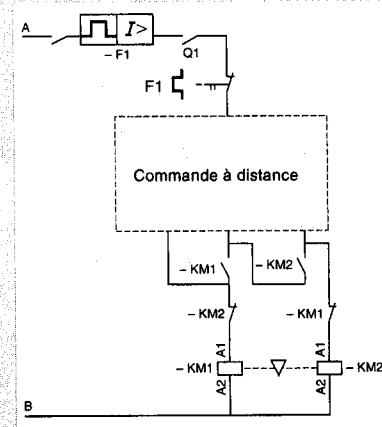 A
I>
– F1
Q1
F1
Commande à distance
– KM1
– KM2
– KM2
– KM1
A1
A1
– KM1
– KM2
A2
A2
B